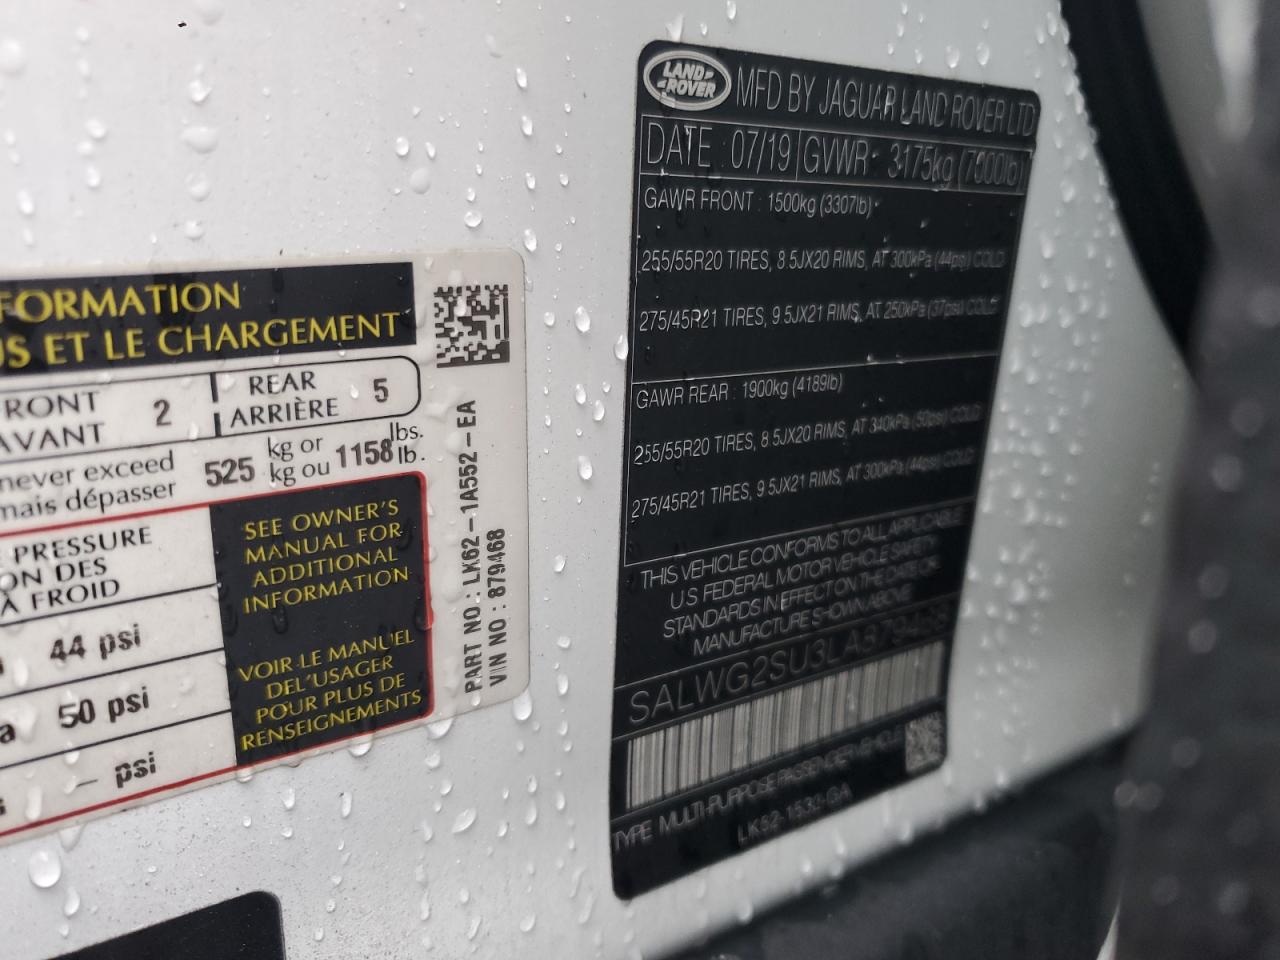 FORMATION
US ET LE CHARGEMENT
FRONT
AVANT
2
REAR
ARRIÈRE
5
never exceed
mais dépasser
525
kg or
kg ou
1158
lbs.
lb.
E PRESSURE
ON DES
À FROID
44 psi
a 50 psi
– psi
SEE OWNER'S
MANUAL FOR
ADDITIONAL
INFORMATION
VOIR LE MANUEL
DEL'USAGER
POUR PLUS DE
RENSEIGNEMENTS
PART NO : LK62-1A552-EA
VIN NO : 879468
LAND-
-ROVER
MFD BY JAGUAR LAND ROVER LTD
DATE : 07/19 GVWR : 3175kg (7000lb)
GAWR FRONT : 1500kg (3307lb)
255/55R20 TIRES, 8.5JX20 RIMS, AT 300kPa (44psi) COLD
275/45R21 TIRES, 9.5JX21 RIMS, AT 250kPa (37psi) COLD
GAWR REAR : 1900kg (4189lb)
255/55R20 TIRES, 8.5JX20 RIMS, AT 340kPa (50psi) COLD
275/45R21 TIRES, 9.5JX21 RIMS, AT 300kPa (44psi) COLD
THIS VEHICLE CONFORMS TO ALL APPLICABLE
U.S FEDERAL MOTOR VEHICLE SAFETY
STANDARDS IN EFFECT ON THE DATE OF
MANUFACTURE SHOWN ABOVE
SALWG2SU3LA879468
TYPE MULTI-PURPOSE PASSENGER VEHICLE